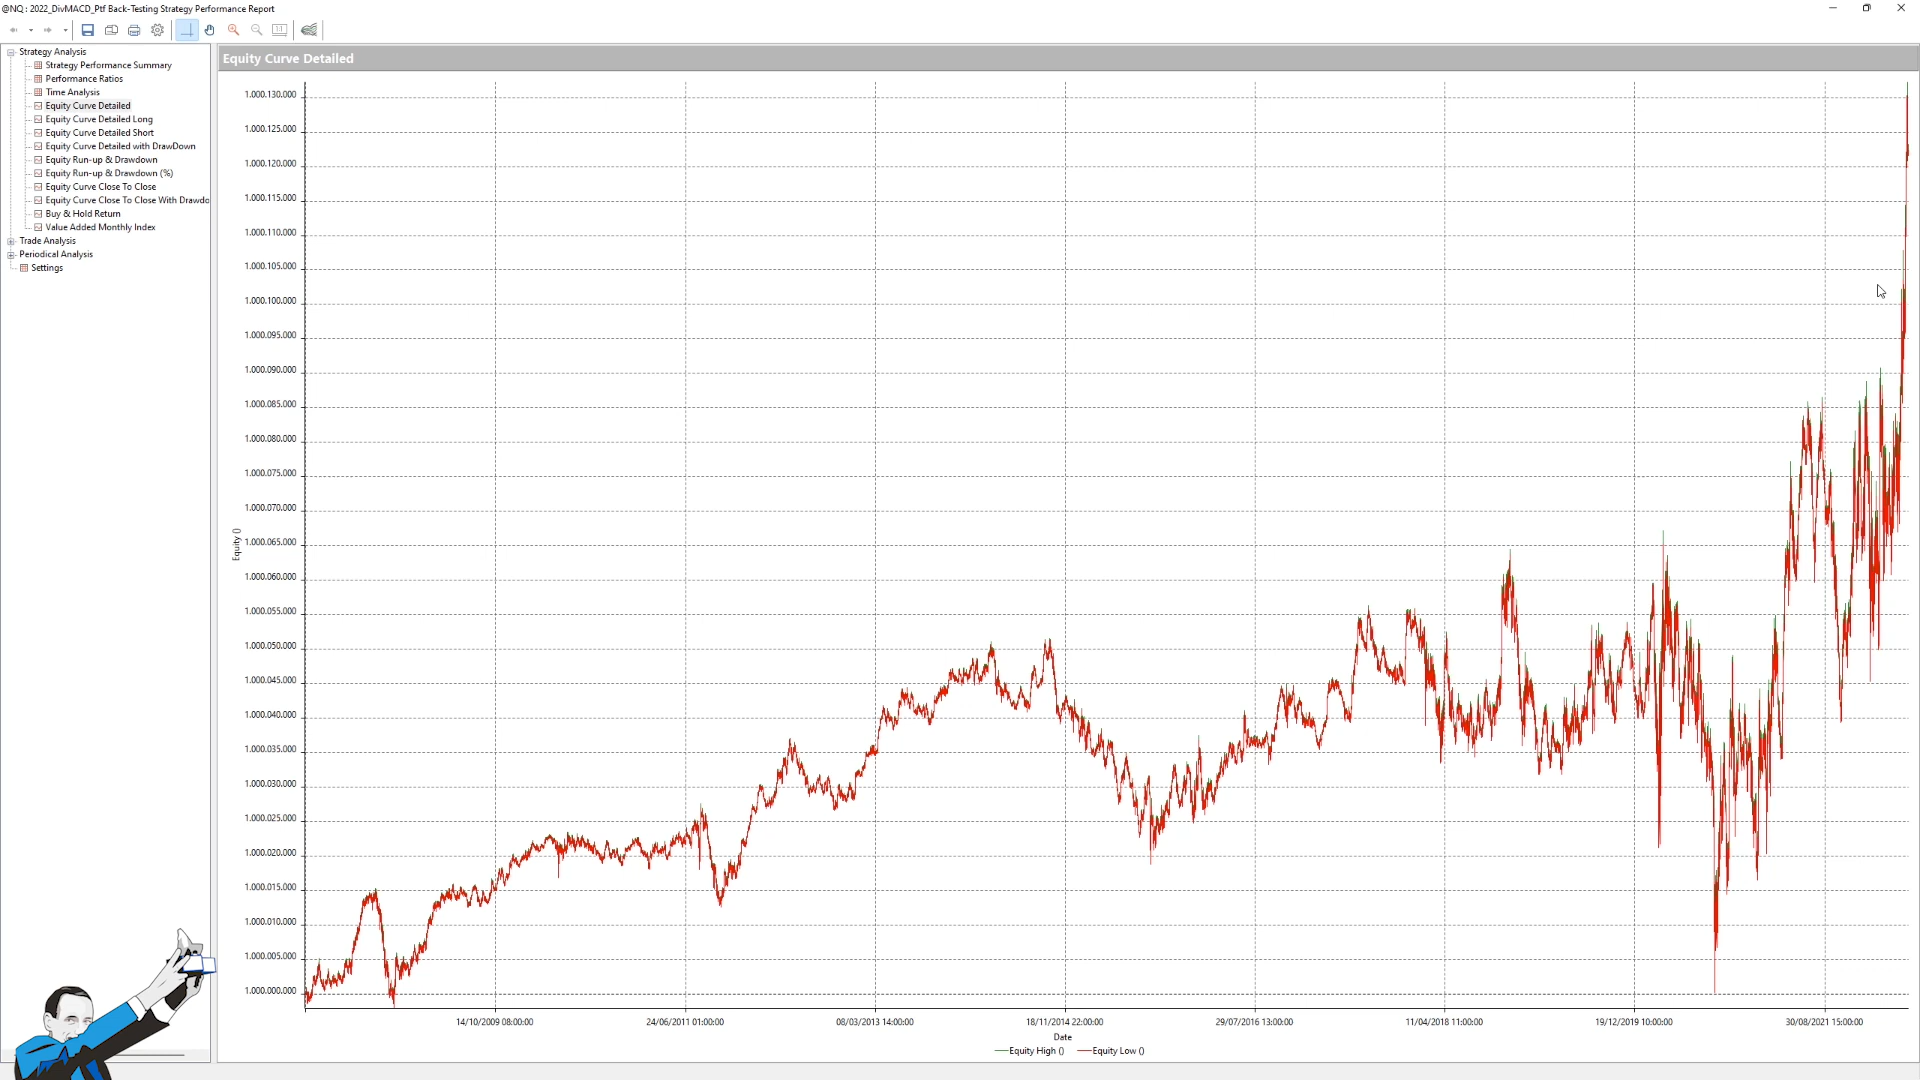 @NQ : 2022_DivMACD_Ptf Back-Testing Strategy Performance Report
Strategy Analysis
Strategy Performance Summary
Performance Ratios
Time Analysis
Equity Curve Detailed
Equity Curve Detailed Long
Equity Curve Detailed Short
Equity Curve Detailed with DrawDown
Equity Run-up & Drawdown
Equity Run-up & Drawdown (%)
Equity Curve Close To Close
Equity Curve Close To Close With Drawdo
Buy & Hold Return
Value Added Monthly Index
Trade Analysis
Periodical Analysis
Settings
Equity Curve Detailed
1.000.130.000
1.000.125.000
1.000.120.000
1.000.115.000
1.000.110.000
1.000.105.000
1.000.100.000
1.000.095.000
1.000.090.000
1.000.085.000
1.000.080.000
1.000.075.000
1.000.070.000
1.000.065.000
1.000.060.000
1.000.055.000
1.000.050.000
1.000.045.000
1.000.040.000
1.000.035.000
1.000.030.000
1.000.025.000
1.000.020.000
1.000.015.000
1.000.010.000
1.000.005.000
1.000.000.000
Equity ()
14/10/2009 08:00:00
24/06/2011 01:00:00
08/03/2013 14:00:00
18/11/2014 22:00:00
29/07/2016 13:00:00
11/04/2018 11:00:00
19/12/2019 10:00:00
30/08/2021 15:00:00
Date
Equity High ()
Equity Low ()